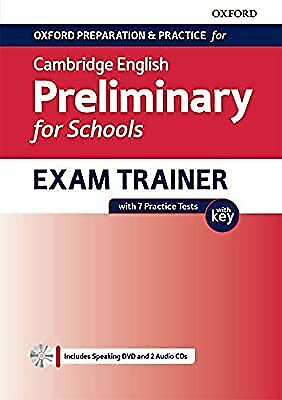 OXFORD
OXFORD PREPARATION & PRACTICE for
Cambridge English
Preliminary
for Schools
EXAM TRAINER
with 7 Practice Tests
with
key
Includes Speaking DVD and 2 Audio CDs